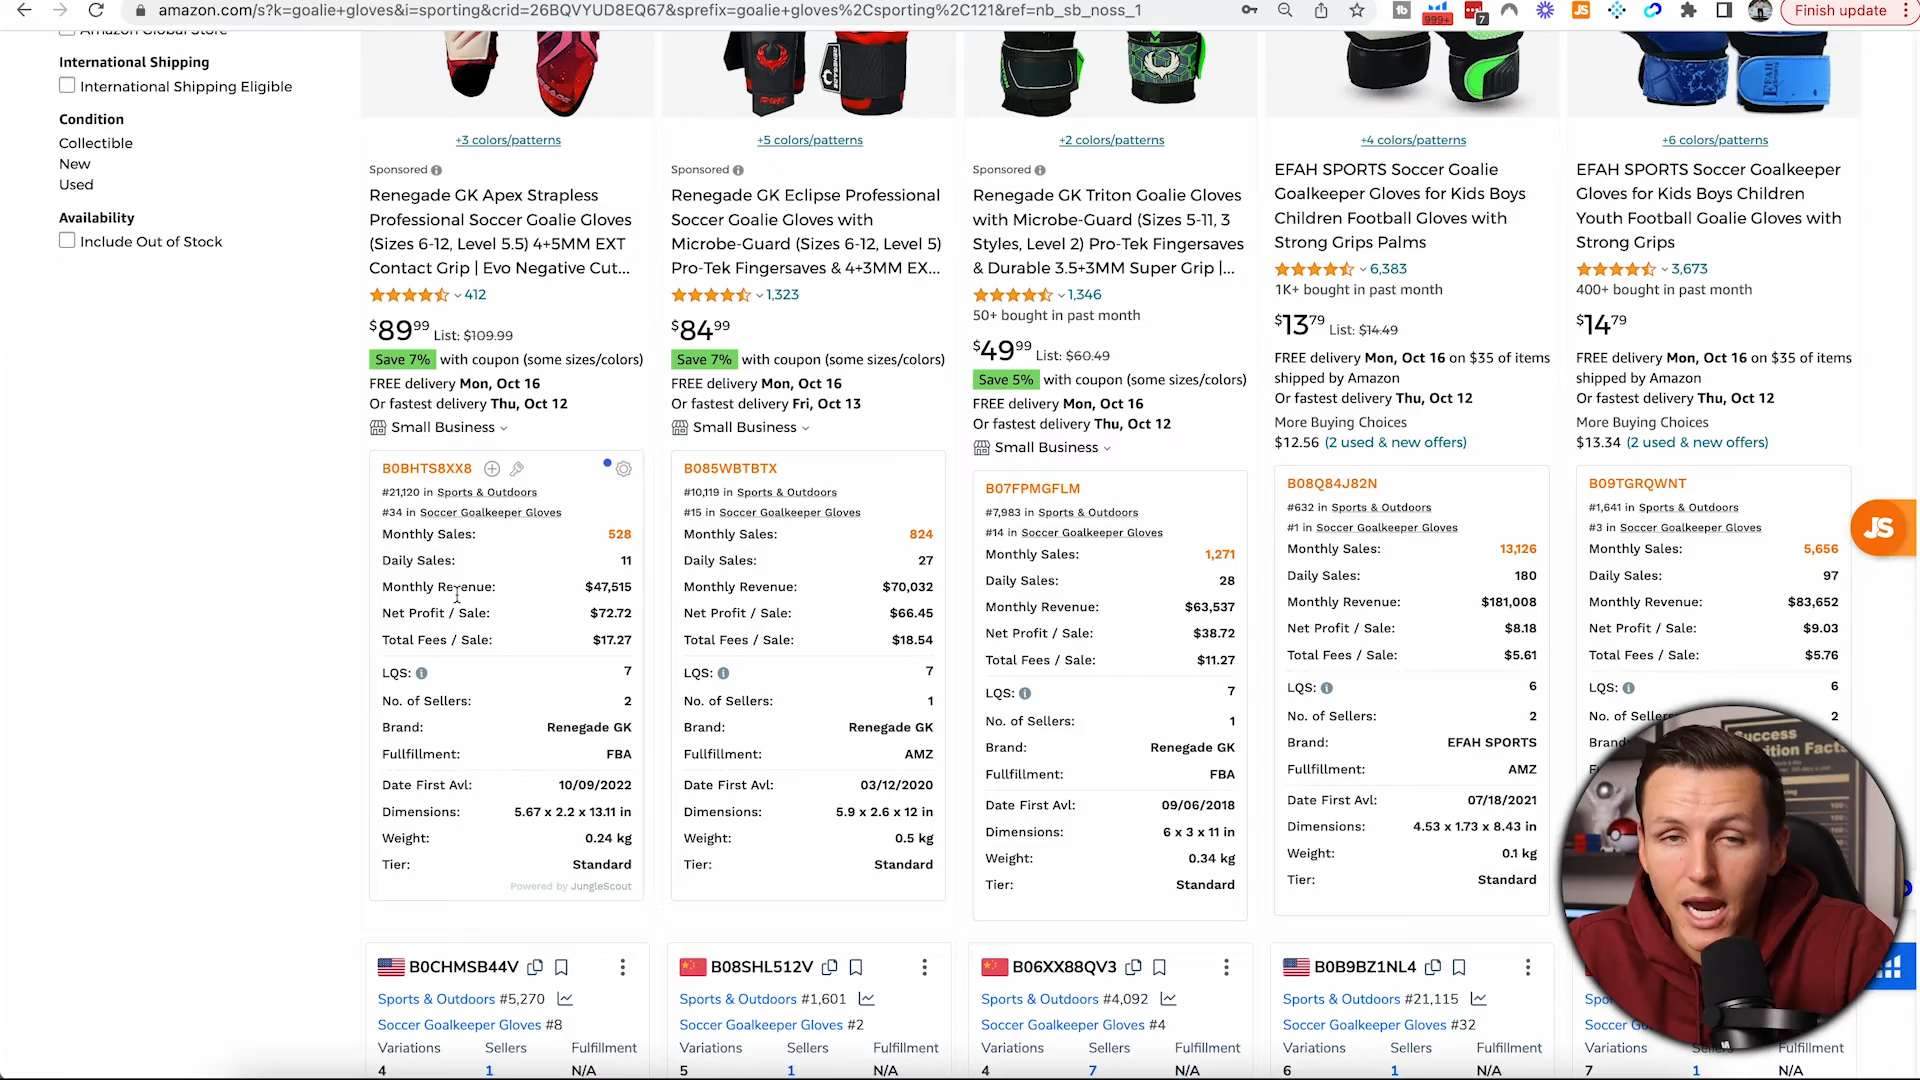 amazon.com/s?k=goalie+gloves&i=sporting&crid=26BQVYUD8EQ67&sprefix=goalie+gloves%2Csporting%2C121&ref=nb_sb_noss_1
999+
7
JS
Finish update
Amazon Global Store
International Shipping
International Shipping Eligible
Condition
Collectible
New
Used
Availability
Include Out of Stock
+3 colors/patterns
Sponsored
Renegade GK Apex Strapless
Professional Soccer Goalie Gloves
(Sizes 6-12, Level 5.5) 4+5MM EXT
Contact Grip | Evo Negative Cut...
412
$89.99 List: $109.99
Save 7% with coupon (some sizes/colors)
FREE delivery Mon, Oct 16
Or fastest delivery Thu, Oct 12
Small Business
B0BHTS8XX8
#21,120 in Sports & Outdoors
#34 in Soccer Goalkeeper Gloves
Monthly Sales: 528
Daily Sales: 11
Monthly Revenue: $47,515
Net Profit / Sale: $72.72
Total Fees / Sale: $17.27
LQS: 7
No. of Sellers: 2
Brand: Renegade GK
Fullfillment: FBA
Date First Avl: 10/09/2022
Dimensions: 5.67 x 2.2 x 13.11 in
Weight: 0.24 kg
Tier: Standard
Powered by JungleScout
+5 colors/patterns
Sponsored
Renegade GK Eclipse Professional
Soccer Goalie Gloves with
Microbe-Guard (Sizes 6-12, Level 5)
Pro-Tek Fingersaves & 4+3MM EX...
1,323
$84.99
Save 7% with coupon (some sizes/colors)
FREE delivery Mon, Oct 16
Or fastest delivery Fri, Oct 13
Small Business
B085WBTBTX
#10,119 in Sports & Outdoors
#15 in Soccer Goalkeeper Gloves
Monthly Sales: 824
Daily Sales: 27
Monthly Revenue: $70,032
Net Profit / Sale: $66.45
Total Fees / Sale: $18.54
LQS: 7
No. of Sellers: 1
Brand: Renegade GK
Fullfillment: AMZ
Date First Avl: 03/12/2020
Dimensions: 5.9 x 2.6 x 12 in
Weight: 0.5 kg
Tier: Standard
+2 colors/patterns
Sponsored
Renegade GK Triton Goalie Gloves
with Microbe-Guard (Sizes 5-11, 3
Styles, Level 2) Pro-Tek Fingersaves
& Durable 3.5+3MM Super Grip |...
1,346
50+ bought in past month
$49.99 List: $60.49
Save 5% with coupon (some sizes/colors)
FREE delivery Mon, Oct 16
Or fastest delivery Thu, Oct 12
Small Business
B07FPMGFLM
#7,983 in Sports & Outdoors
#14 in Soccer Goalkeeper Gloves
Monthly Sales: 1,271
Daily Sales: 28
Monthly Revenue: $63,537
Net Profit / Sale: $38.72
Total Fees / Sale: $11.27
LQS: 7
No. of Sellers: 1
Brand: Renegade GK
Fullfillment: FBA
Date First Avl: 09/06/2018
Dimensions: 6 x 3 x 11 in
Weight: 0.34 kg
Tier: Standard
+4 colors/patterns
EFAH SPORTS Soccer Goalie
Goalkeeper Gloves for Kids Boys
Children Football Gloves with
Strong Grips Palms
6,383
1K+ bought in past month
$13.79 List: $14.49
FREE delivery Mon, Oct 16 on $35 of items
shipped by Amazon
Or fastest delivery Thu, Oct 12
More Buying Choices
$12.56 (2 used & new offers)
B08Q84J82N
#632 in Sports & Outdoors
#1 in Soccer Goalkeeper Gloves
Monthly Sales: 13,126
Daily Sales: 180
Monthly Revenue: $181,008
Net Profit / Sale: $8.18
Total Fees / Sale: $5.61
LQS: 6
No. of Sellers: 2
Brand: EFAH SPORTS
Fullfillment: AMZ
Date First Avl: 07/18/2021
Dimensions: 4.53 x 1.73 x 8.43 in
Weight: 0.1 kg
Tier: Standard
+6 colors/patterns
EFAH SPORTS Soccer Goalkeeper
Gloves for Kids Boys Children
Youth Football Goalie Gloves with
Strong Grips
3,673
400+ bought in past month
$14.79
FREE delivery Mon, Oct 16 on $35 of items
shipped by Amazon
Or fastest delivery Thu, Oct 12
More Buying Choices
$13.34 (2 used & new offers)
B09TGRQWNT
#1,641 in Sports & Outdoors
#3 in Soccer Goalkeeper Gloves
Monthly Sales: 5,656
Daily Sales: 97
Monthly Revenue: $83,652
Net Profit / Sale: $9.03
Total Fees / Sale: $5.76
LQS: 6
No. of Sellers 2
Brand
JS
Success
B0CHMSB44V
Sports & Outdoors #5,270
Soccer Goalkeeper Gloves #8
Variations Sellers Fulfillment
4 1 N/A
B08SHL512V
Sports & Outdoors #1,601
Soccer Goalkeeper Gloves #2
Variations Sellers Fulfillment
5 1 N/A
B06XX88QV3
Sports & Outdoors #4,092
Soccer Goalkeeper Gloves #4
Variations Sellers Fulfillment
4 7 N/A
B0B9BZ1NL4
Sports & Outdoors #21,115
Soccer Goalkeeper Gloves #32
Variations Sellers Fulfillment
6 1 N/A
Variations Fulfillment
7 1 N/A